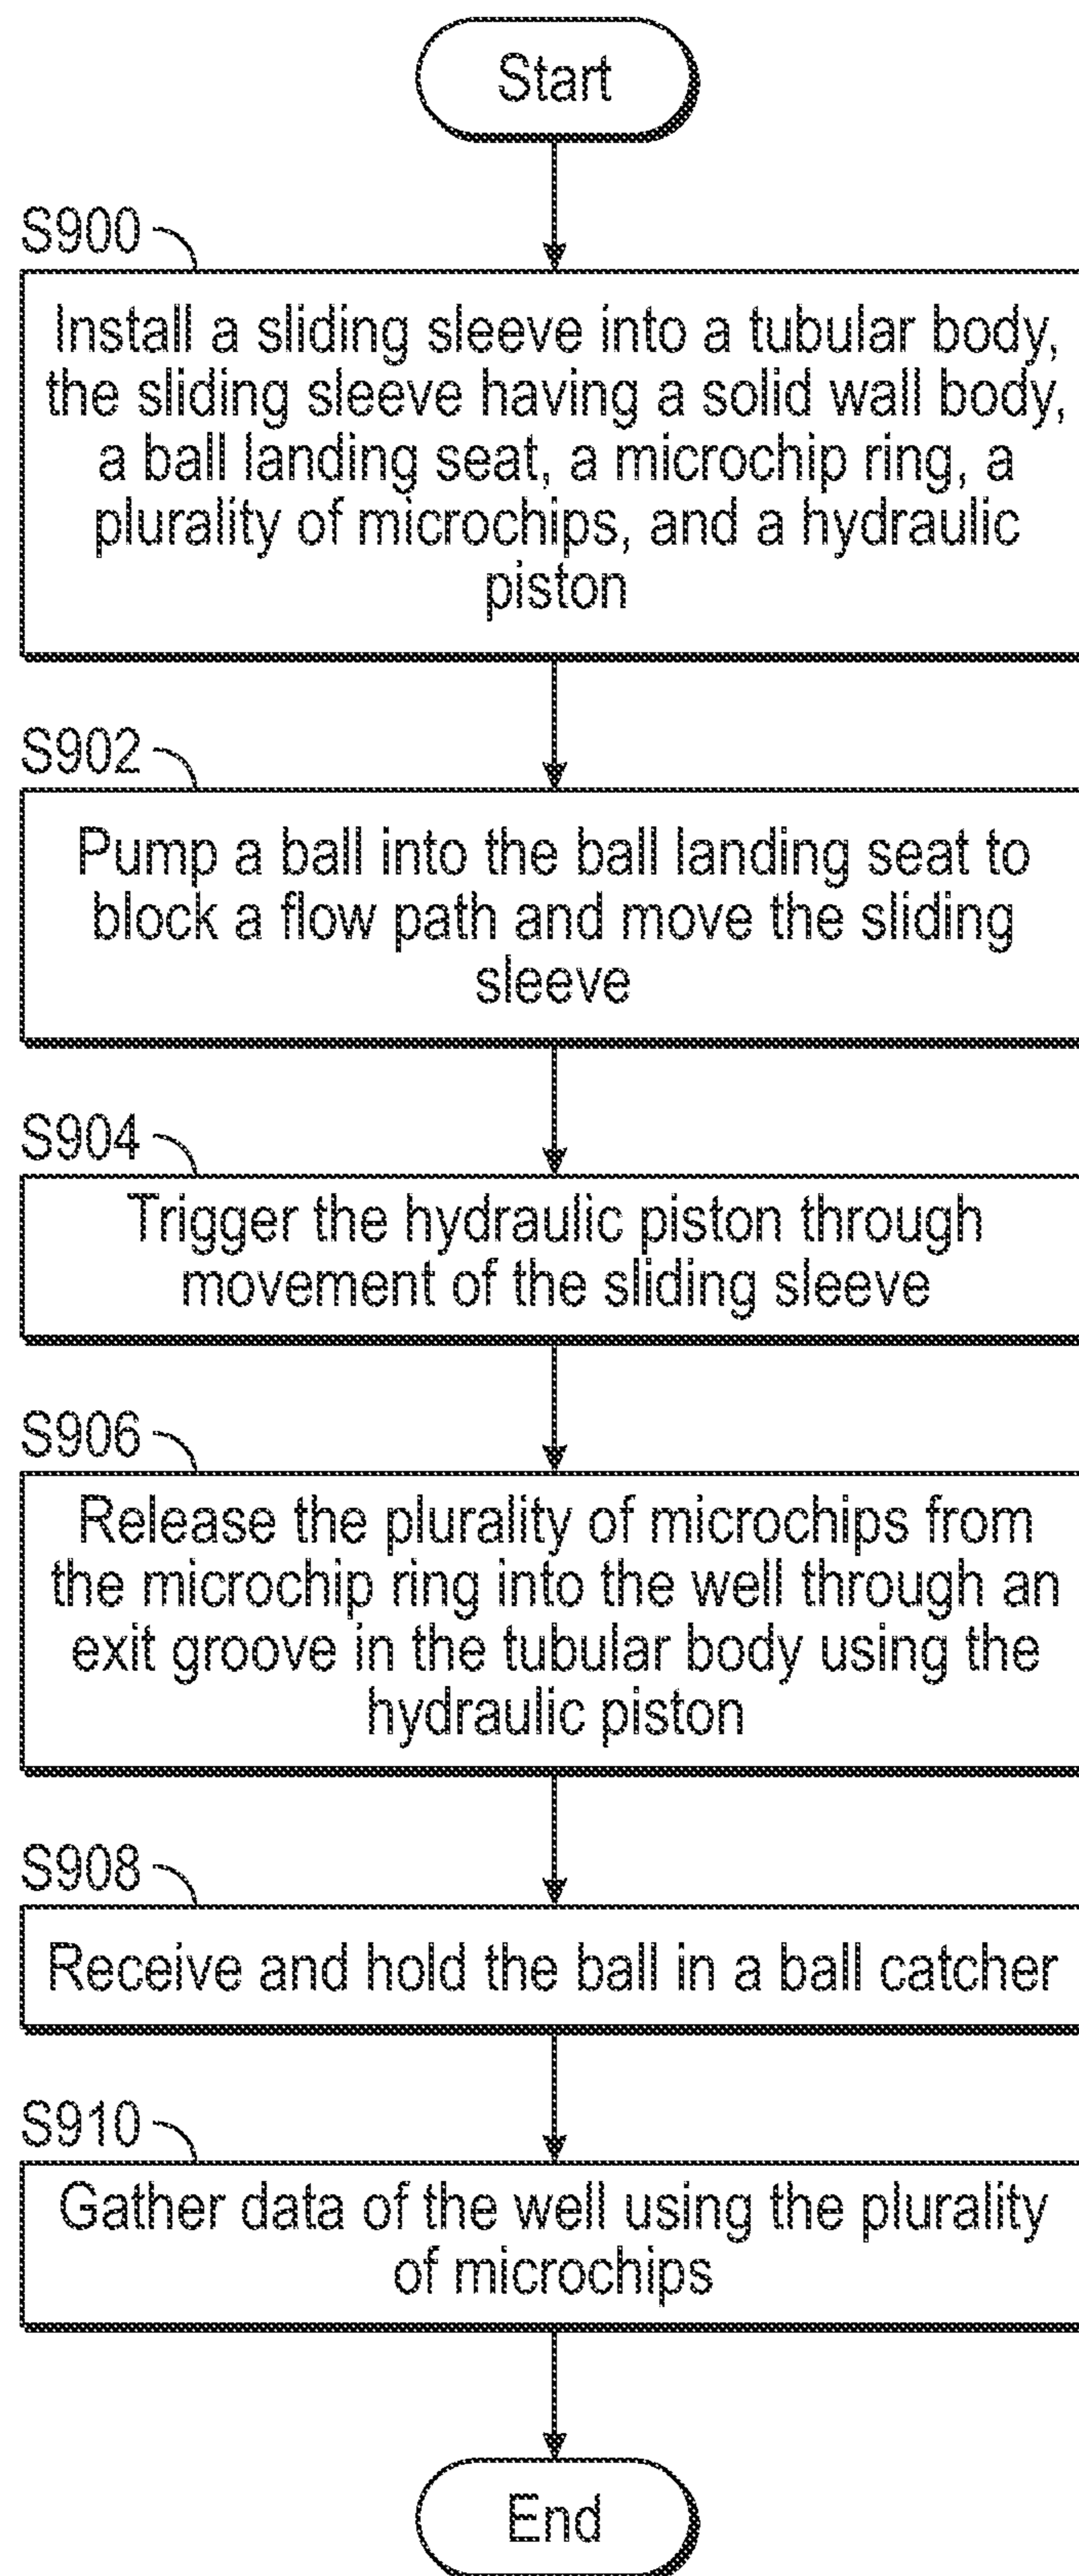 Start
S900
Install a sliding sleeve into a tubular body,
the sliding sleeve having a solid wall body,
a ball landing seat, a microchip ring, a
plurality of microchips, and a hydraulic
piston
S902
Pump a ball into the ball landing seat to
block a flow path and move the sliding
sleeve
S904
Trigger the hydraulic piston through
movement of the sliding sleeve
S906
Release the plurality of microchips from
the microchip ring into the well through an
exit groove in the tubular body using the
hydraulic piston
S908
Receive and hold the ball in a ball catcher
S910
Gather data of the well using the plurality
of microchips
End